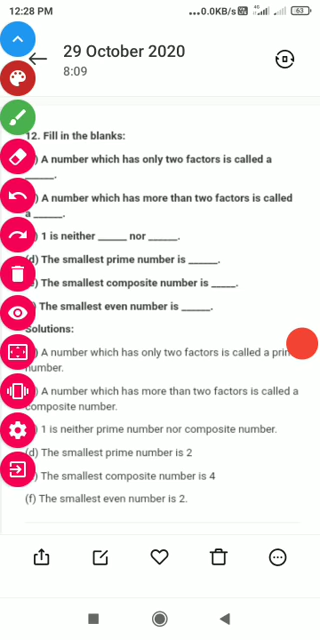 12:28 PM ...0.0KB/s 4G 63
29 October 2020
8:09
12. Fill in the blanks:
) A number which has only two factors is called a
______.
) A number which has more than two factors is called
a ______.
) 1 is neither ______ nor ______.
(d) The smallest prime number is ______.
) The smallest composite number is _____.
) The smallest even number is ______.
Solutions:
) A number which has only two factors is called a prin
number.
) A number which has more than two factors is called a
composite number.
) 1 is neither prime number nor composite number.
(d) The smallest prime number is 2
) The smallest composite number is 4
(f) The smallest even number is 2.